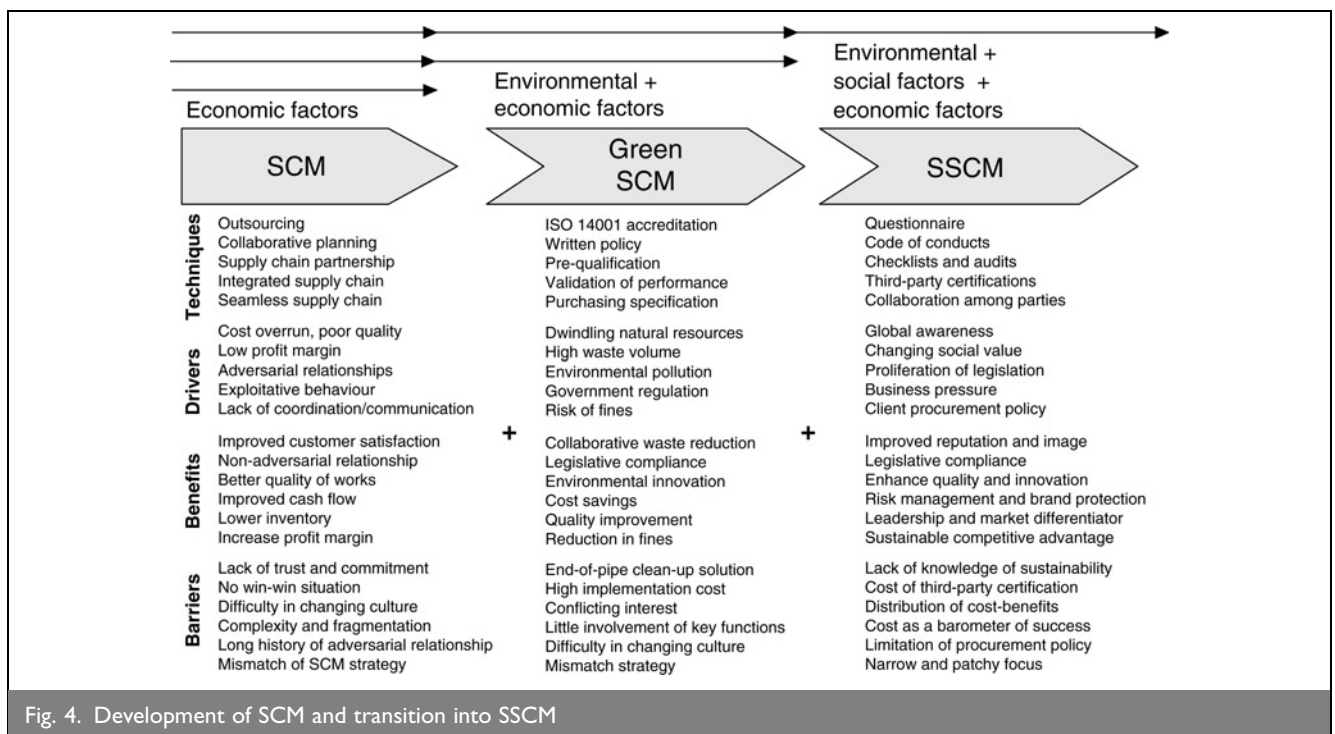 Economic factors
Environmental +
economic factors
Environmental +
social factors +
economic factors
SCM
Green
SCM
SSCM
Techniques
Outsourcing
Collaborative planning
Supply chain partnership
Integrated supply chain
Seamless supply chain
ISO 14001 accreditation
Written policy
Pre-qualification
Validation of performance
Purchasing specification
Questionnaire
Code of conducts
Checklists and audits
Third-party certifications
Collaboration among parties
Drivers
Cost overrun, poor quality
Low profit margin
Adversarial relationships
Exploitative behaviour
Lack of coordination/communication
Dwindling natural resources
High waste volume
Environmental pollution
Government regulation
Risk of fines
Global awareness
Changing social value
Proliferation of legislation
Business pressure
Client procurement policy
+
+
Benefits
Improved customer satisfaction
Non-adversarial relationship
Better quality of works
Improved cash flow
Lower inventory
Increase profit margin
Collaborative waste reduction
Legislative compliance
Environmental innovation
Cost savings
Quality improvement
Reduction in fines
Improved reputation and image
Legislative compliance
Enhance quality and innovation
Risk management and brand protection
Leadership and market differentiator
Sustainable competitive advantage
Barriers
Lack of trust and commitment
No win-win situation
Difficulty in changing culture
Complexity and fragmentation
Long history of adversarial relationship
Mismatch of SCM strategy
End-of-pipe clean-up solution
High implementation cost
Conflicting interest
Little involvement of key functions
Difficulty in changing culture
Mismatch strategy
Lack of knowledge of sustainability
Cost of third-party certification
Distribution of cost-benefits
Cost as a barometer of success
Limitation of procurement policy
Narrow and patchy focus
Fig. 4. Development of SCM and transition into SSCM